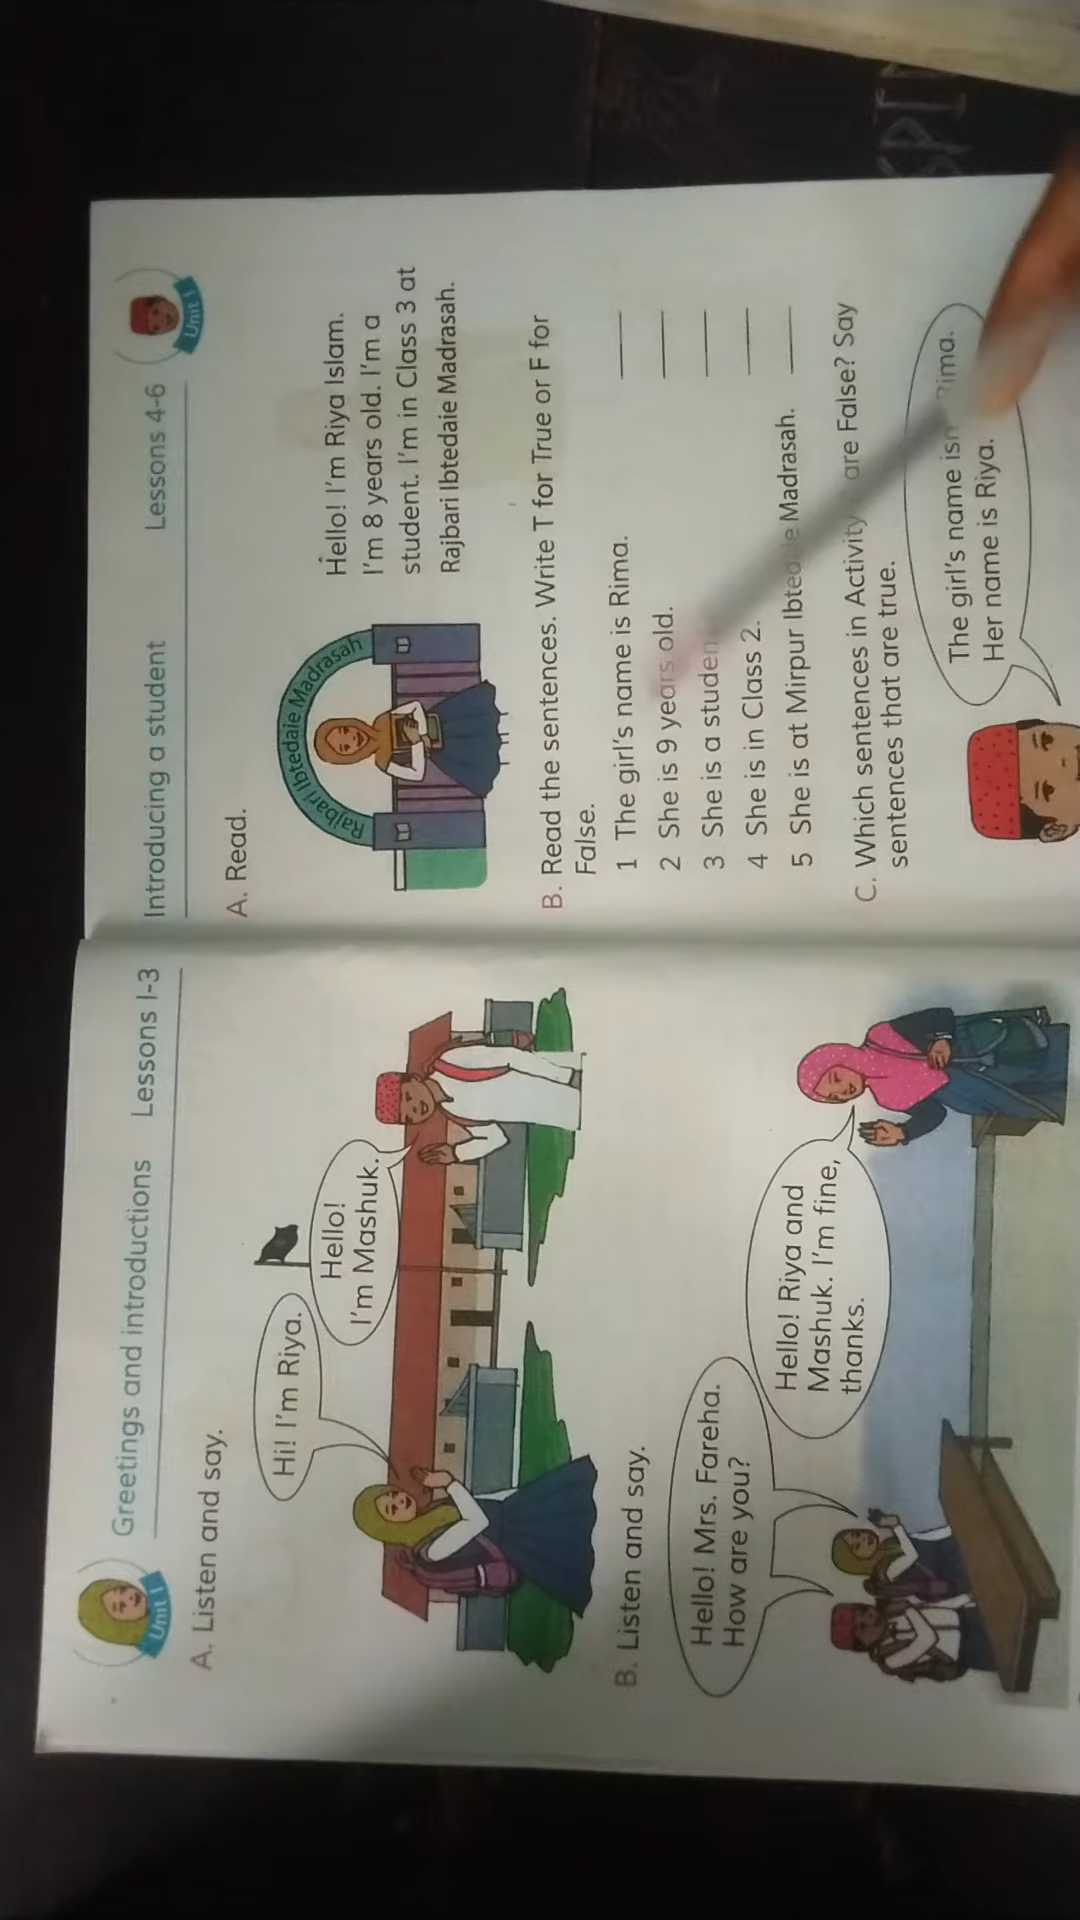 Unit 1
Greetings and introductions Lessons 1-3
A. Listen and say.
Hi! I'm Riya.
Hello!
I'm Mashuk.
B. Listen and say.
Hello! Mrs. Fareha.
How are you?
Hello! Riya and
Mashuk. I'm fine,
thanks.
Introducing a student Lessons 4-6
Unit 1
A. Read.
Rajbari Ibtedaie Madrasah
Hello! I'm Riya Islam.
I'm 8 years old. I'm a
student. I'm in Class 3 at
Rajbari Ibtedaie Madrasah.
B. Read the sentences. Write T for True or F for
False.
1 The girl's name is Rima.
2 She is 9 years old.
3 She is a studen
4 She is in Class 2.
5 She is at Mirpur Ibtedaie Madrasah.
C. Which sentences in Activity are False? Say
sentences that are true.
The girl's name isn Rima.
Her name is Riya.